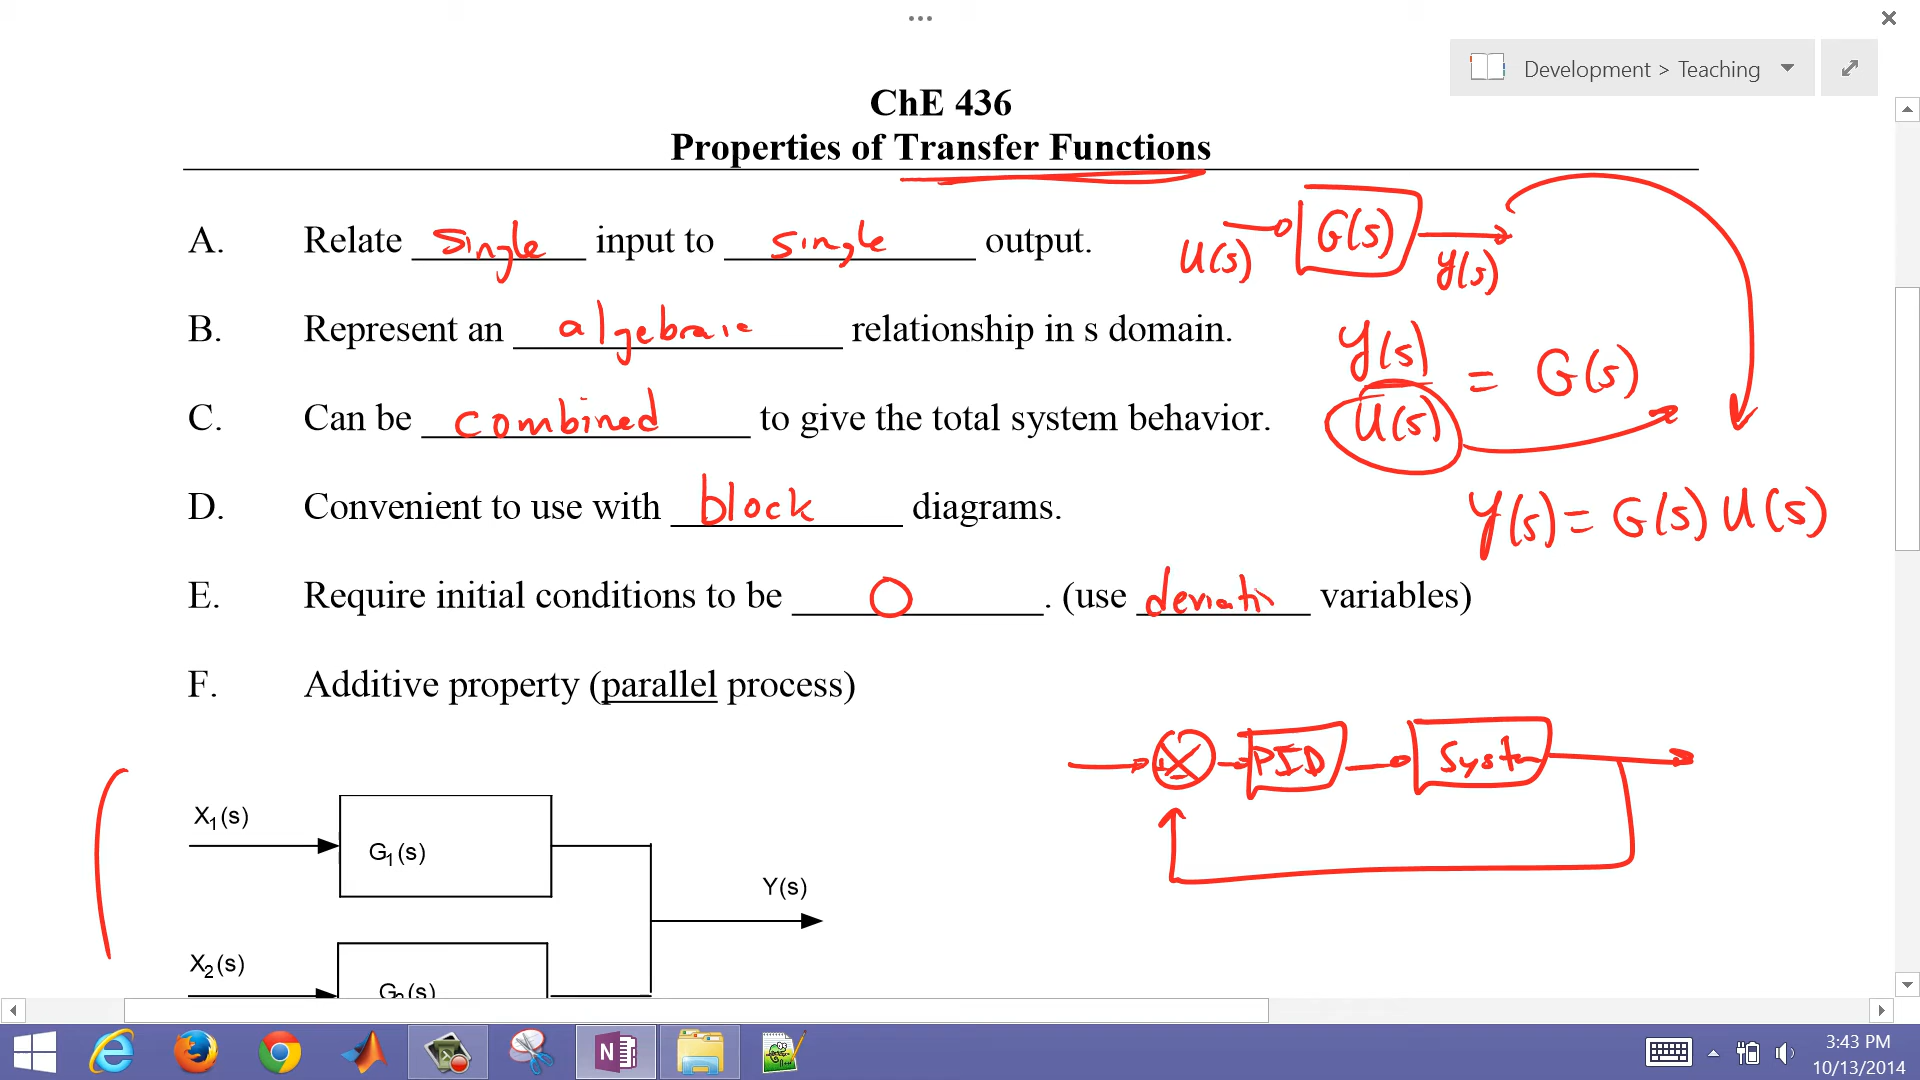 Development > Teaching
ChE 436
Properties of Transfer Functions
A. Relate single input to single output.
U(s) G(s) Y(s)
B. Represent an algebraic relationship in s domain.
Y(s)
U(s) = G(s)
C. Can be combined to give the total system behavior.
D. Convenient to use with block diagrams.
Y(s) = G(s) U(s)
E. Require initial conditions to be 0. (use deviatn variables)
F. Additive property (parallel process)
PID System
X1(s)
G1(s)
Y(s)
X2(s)
G2(s)
N
3:43 PM
10/13/2014